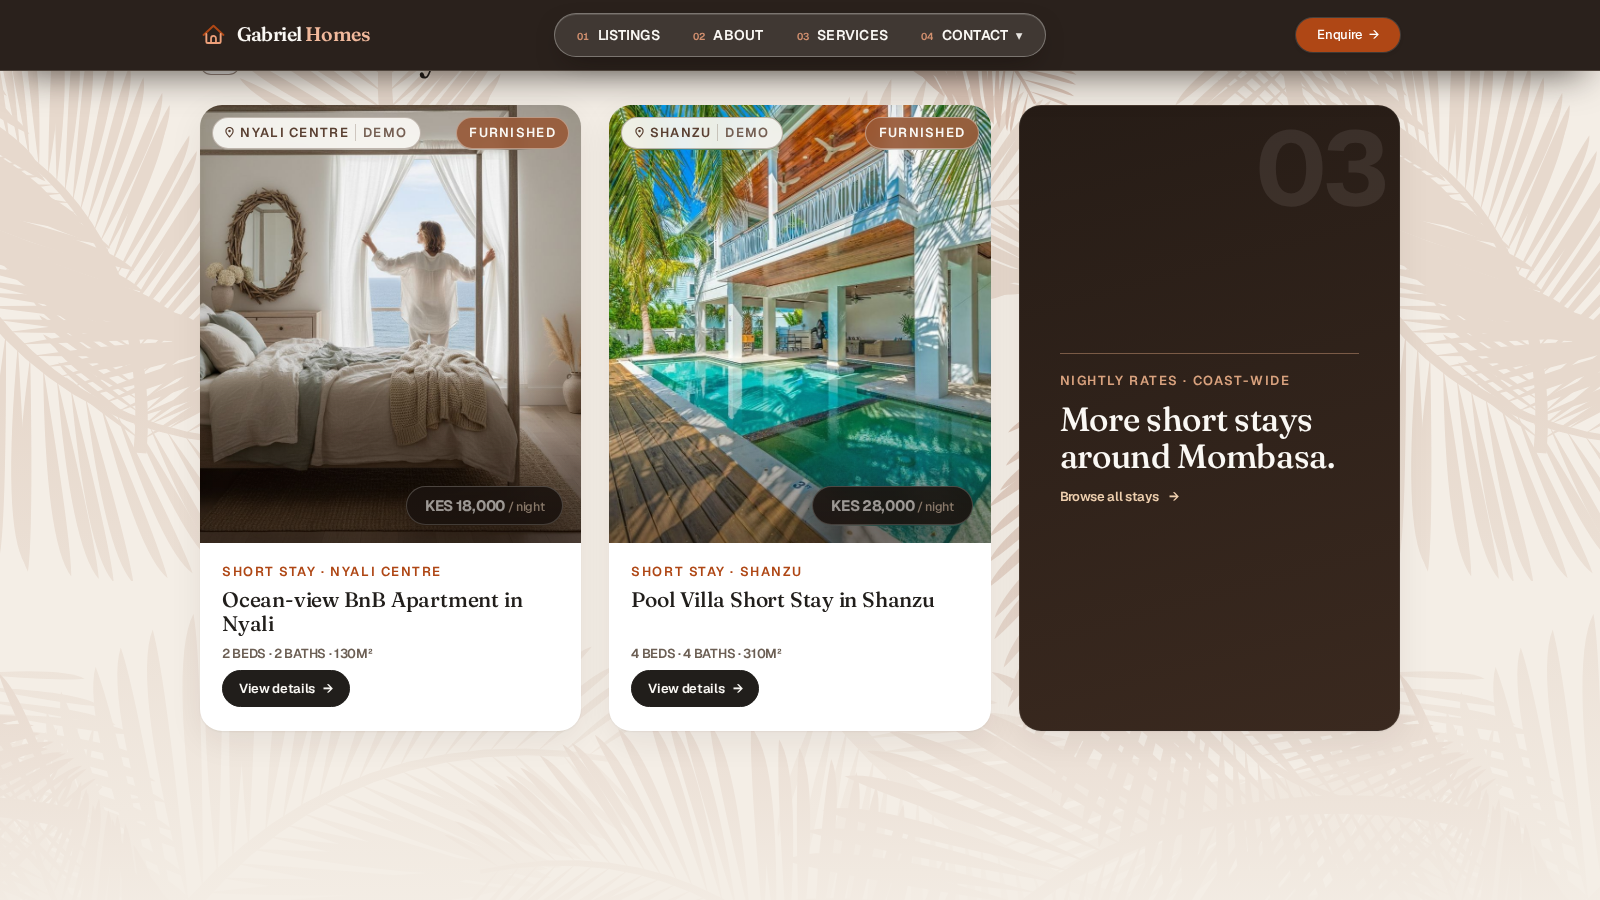 Gabriel Homes
01 LISTINGS 02 ABOUT 03 SERVICES 04 CONTACT ▾
Enquire →
NYALI CENTRE | DEMO
FURNISHED
KES 18,000 / night
SHORT STAY · NYALI CENTRE
Ocean-view BnB Apartment in
Nyali
2 BEDS · 2 BATHS · 130M²
View details →
SHANZU | DEMO
FURNISHED
KES 28,000 / night
SHORT STAY · SHANZU
Pool Villa Short Stay in Shanzu
4 BEDS · 4 BATHS · 310M²
View details →
03
NIGHTLY RATES · COAST-WIDE
More short stays
around Mombasa.
Browse all stays →